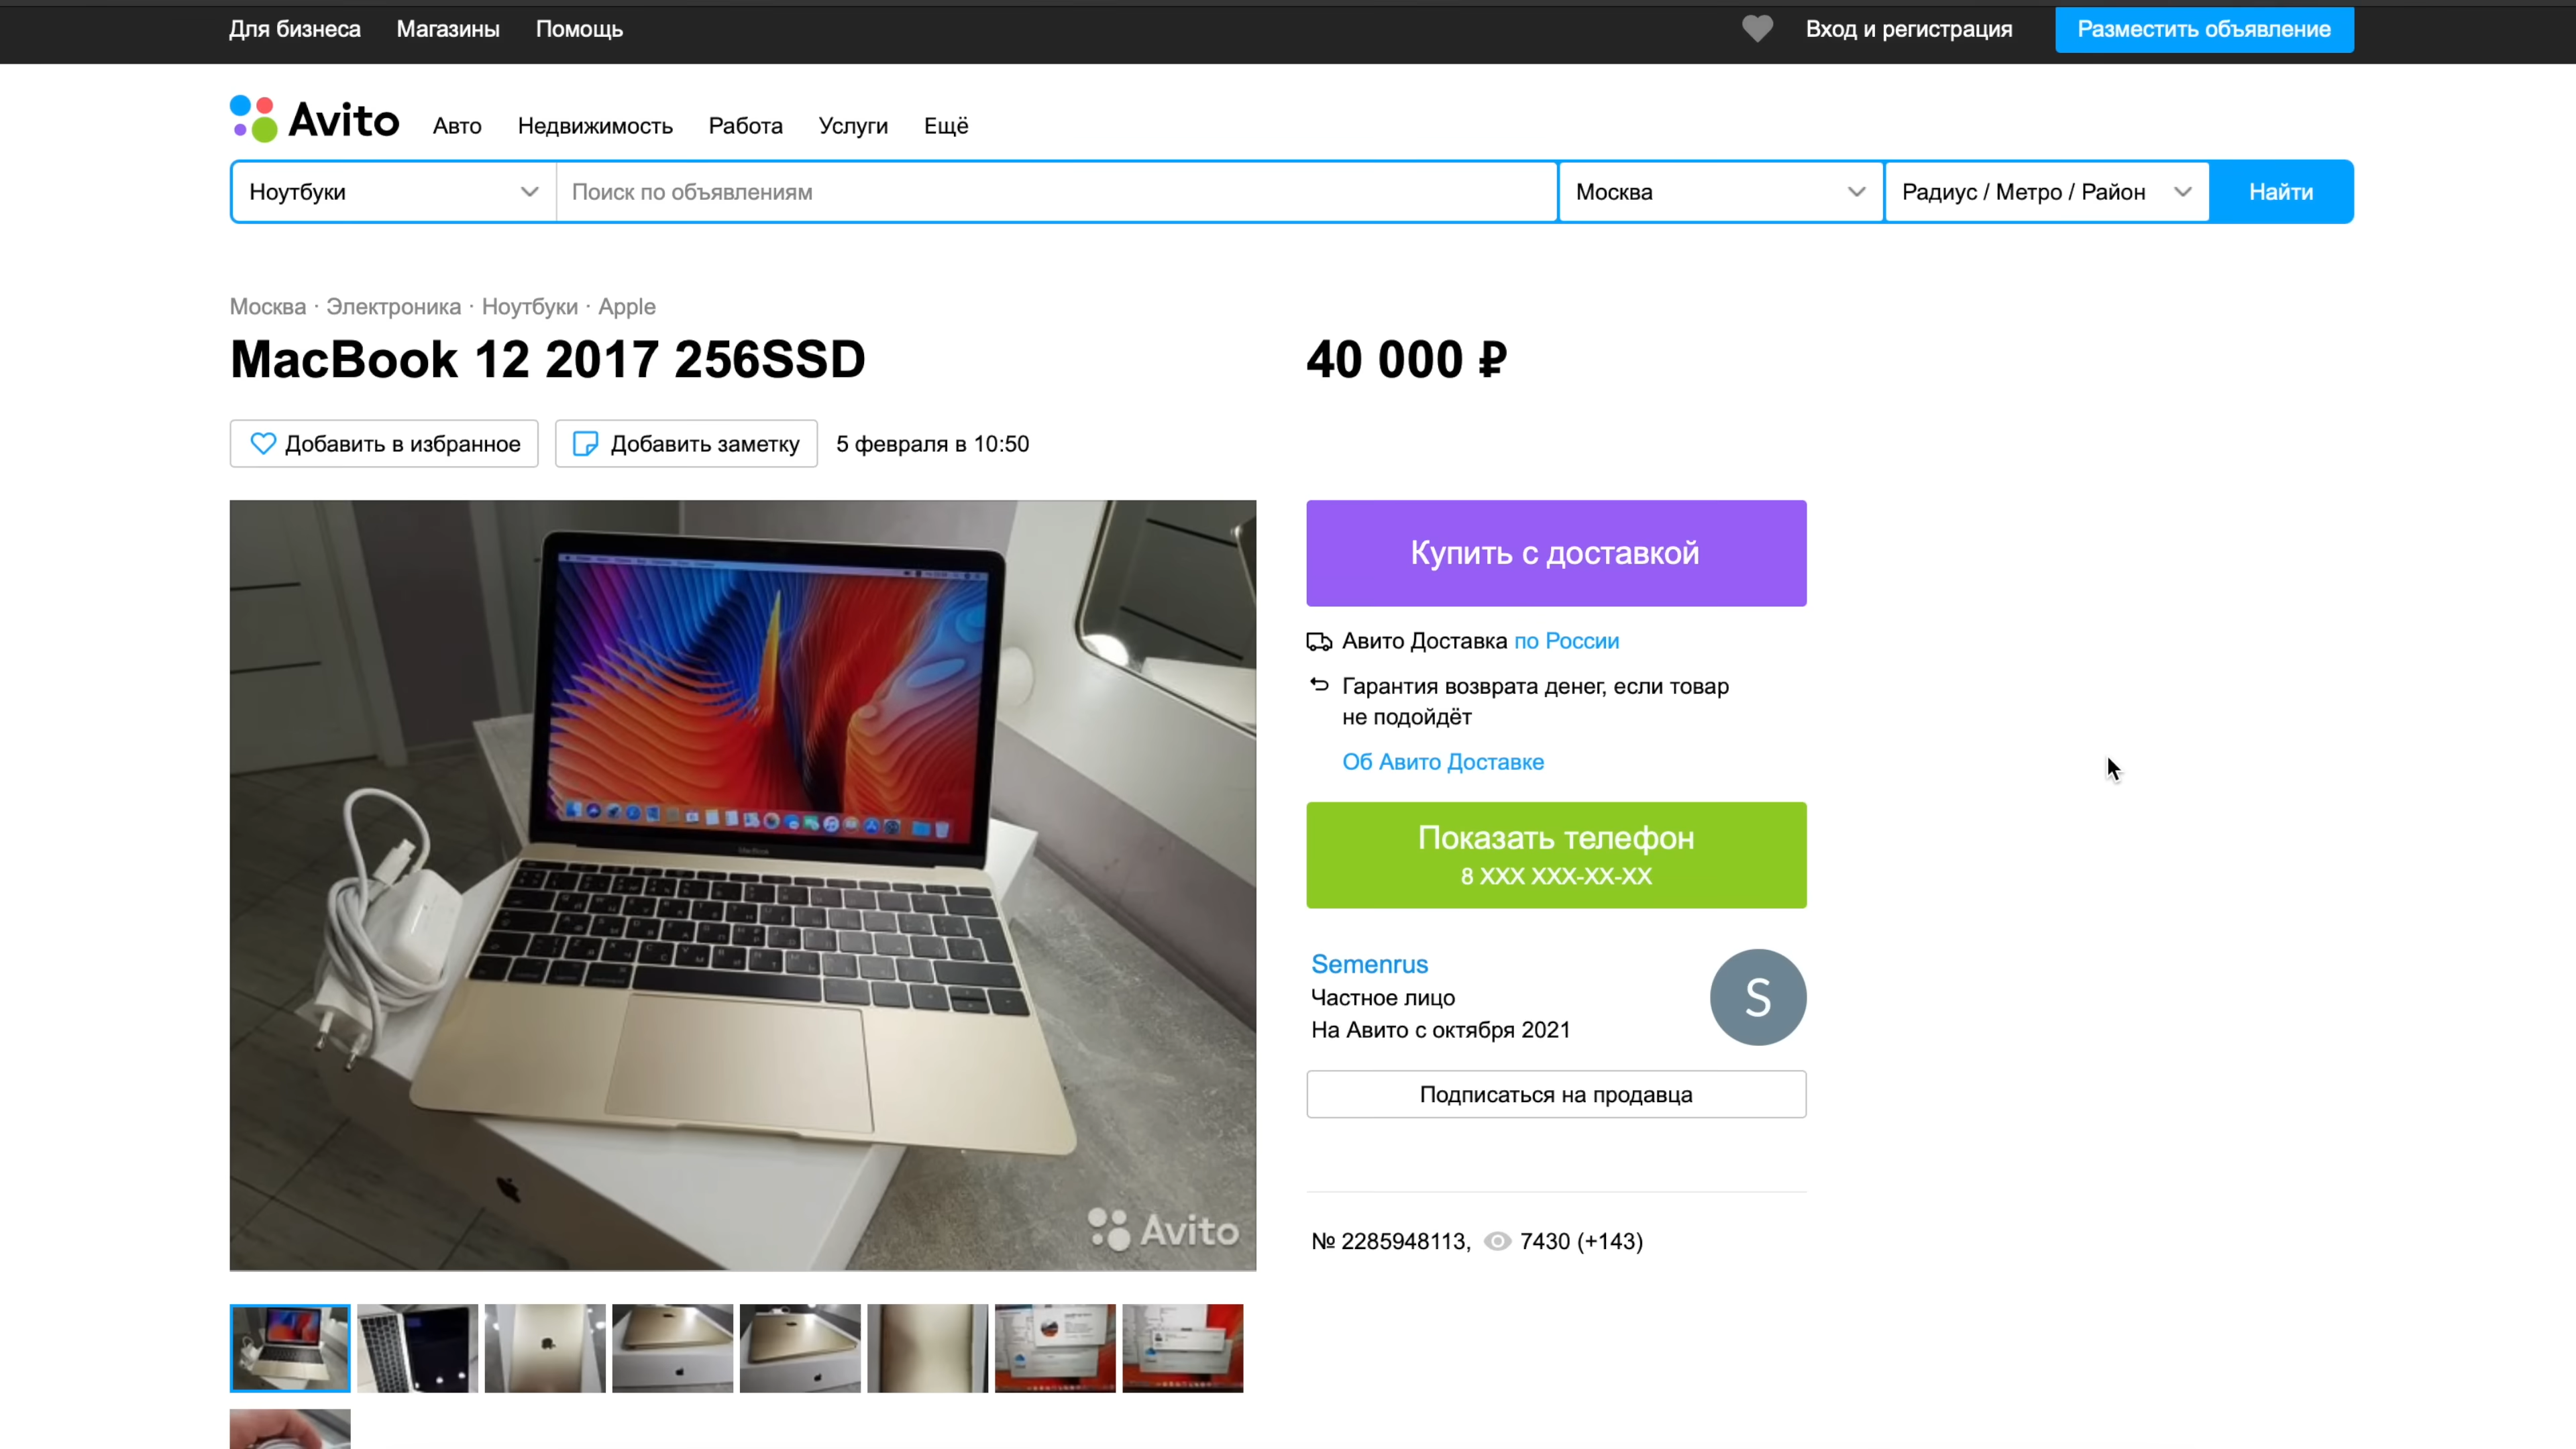 Для бизнеса Магазины Помощь Вход и регистрация Разместить объявление
Avito Авто Недвижимость Работа Услуги Ещё
Ноутбуки Поиск по объявлениям Москва Радиус / Метро / Район Найти
Москва · Электроника · Ноутбуки · Apple
MacBook 12 2017 256SSD
40 000 ₽
Добавить в избранное Добавить заметку 5 февраля в 10:50
Купить с доставкой
Авито Доставка по России
Гарантия возврата денег, если товар
не подойдёт
Об Авито Доставке
Показать телефон
8 XXX XXX-XX-XX
Semenrus
Частное лицо
На Авито с октября 2021
S
Подписаться на продавца
Avito
№ 2285948113, 7430 (+143)